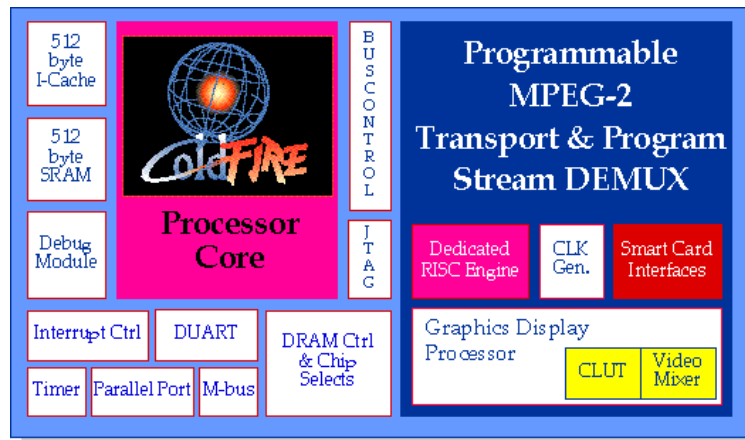 512
byte
I-Cache
512
byte
SRAM
Debug
Module
ColdFIRE
Processor
Core
BUSCONTROL
JTAG
Interrupt Ctrl
DUART
Timer
Parallel Port
M-bus
DRAM Ctrl
& Chip
Selects
Programmable
MPEG-2
Transport & Program
Stream DEMUX
Dedicated
RISC Engine
CLK
Gen.
Smart Card
Interfaces
Graphics Display
Processor
CLUT
Video
Mixer